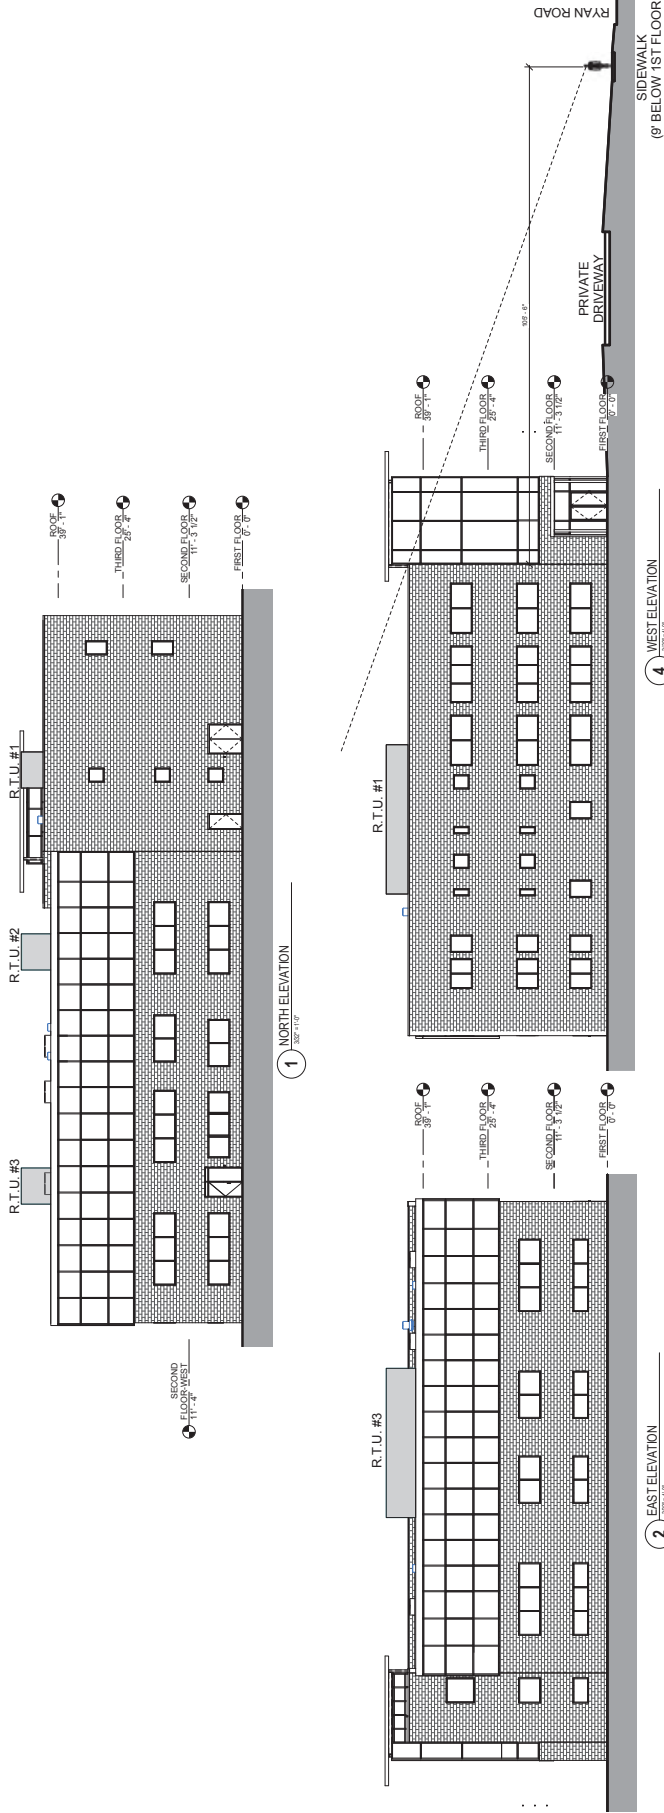 R.T.U. #3
R.T.U. #2
R.T.U. #1
ROOF
39' - 1"
THIRD FLOOR
25' - 4"
SECOND FLOOR
11' - 3 1/2"
FIRST FLOOR
0' - 0"
SECOND
FLOOR-WEST
11' - 4"
1
NORTH ELEVATION
3/32" = 1'-0"
R.T.U. #3
ROOF
39' - 1"
THIRD FLOOR
25' - 4"
SECOND FLOOR
11' - 3 1/2"
FIRST FLOOR
0' - 0"
2
EAST ELEVATION
R.T.U. #1
ROOF
39' - 1"
THIRD FLOOR
25' - 4"
SECOND FLOOR
11' - 3 1/2"
FIRST FLOOR
0' - 0"
4
WEST ELEVATION
PRIVATE
DRIVEWAY
RYAN ROAD
SIDEWALK
(9' BELOW 1ST FLOOR